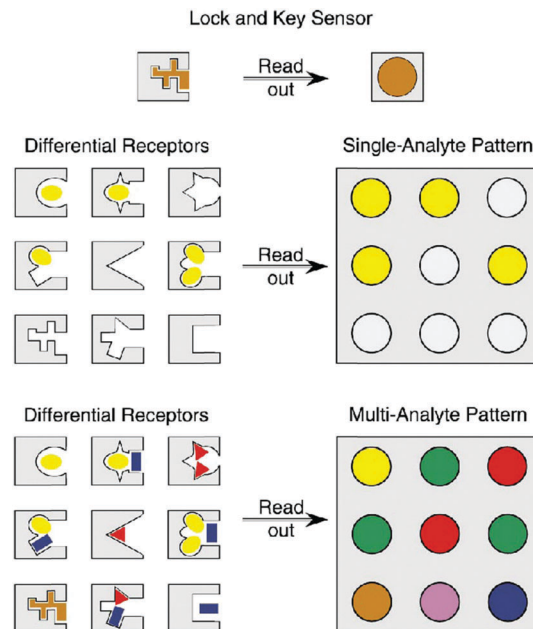 Lock and Key Sensor
Read
out
Differential Receptors
Single-Analyte Pattern
Read
out
Differential Receptors
Multi-Analyte Pattern
Read
out